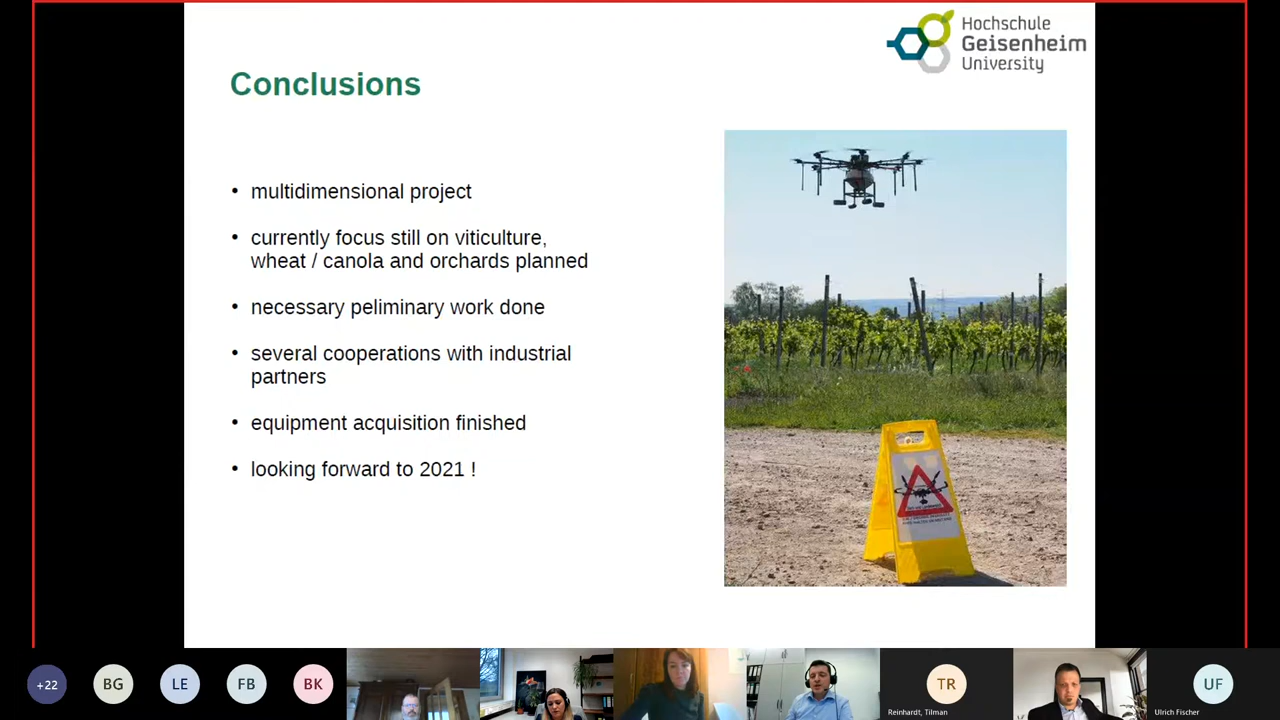 Hochschule
Geisenheim
University
Conclusions
• multidimensional project
• currently focus still on viticulture,
wheat / canola and orchards planned
• necessary peliminary work done
• several cooperations with industrial
partners
• equipment acquisition finished
• looking forward to 2021 !
+22
BG
LE
FB
BK
TR
Reinhardt, Tilman
UF
Ulrich Fischer